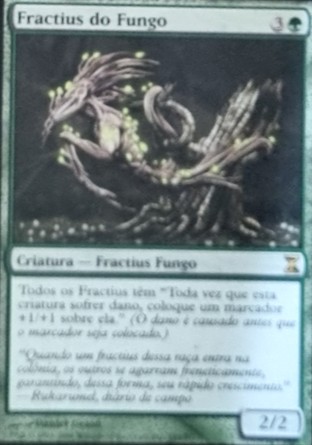 Fractius do Fungo 3
Criatura — Fractius Fungo
Todos os Fractius têm "Toda vez que esta
criatura sofrer dano, coloque um marcador
+1/+1 sobre ela." (O dano é causado antes que
o marcador seja colocado.)
"Quando um fractius dessa raça entra na
colônia, os outros se agarram freneticamente,
garantindo, dessa forma, seu rápido crescimento."
— Rukarumel, diário de campo
2/2